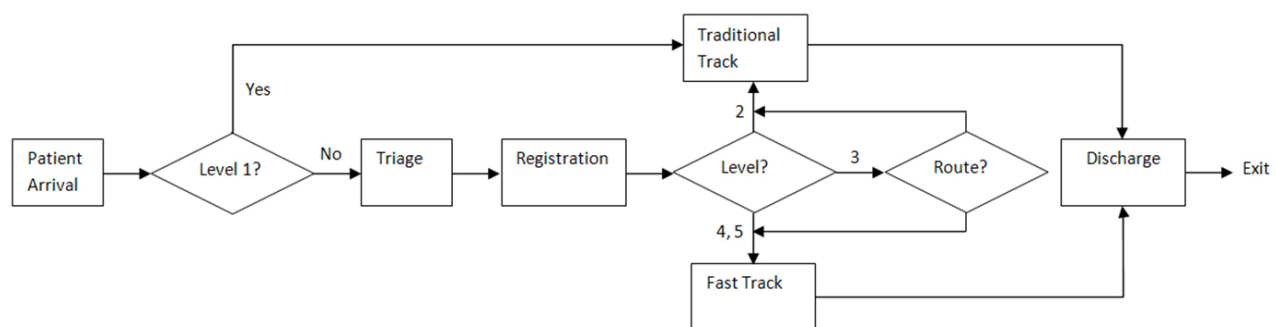 Traditional
Track
Yes
2
Patient
Arrival
Level 1?
No
Triage
Registration
Level?
3
Route?
Discharge
Exit
4, 5
Fast Track